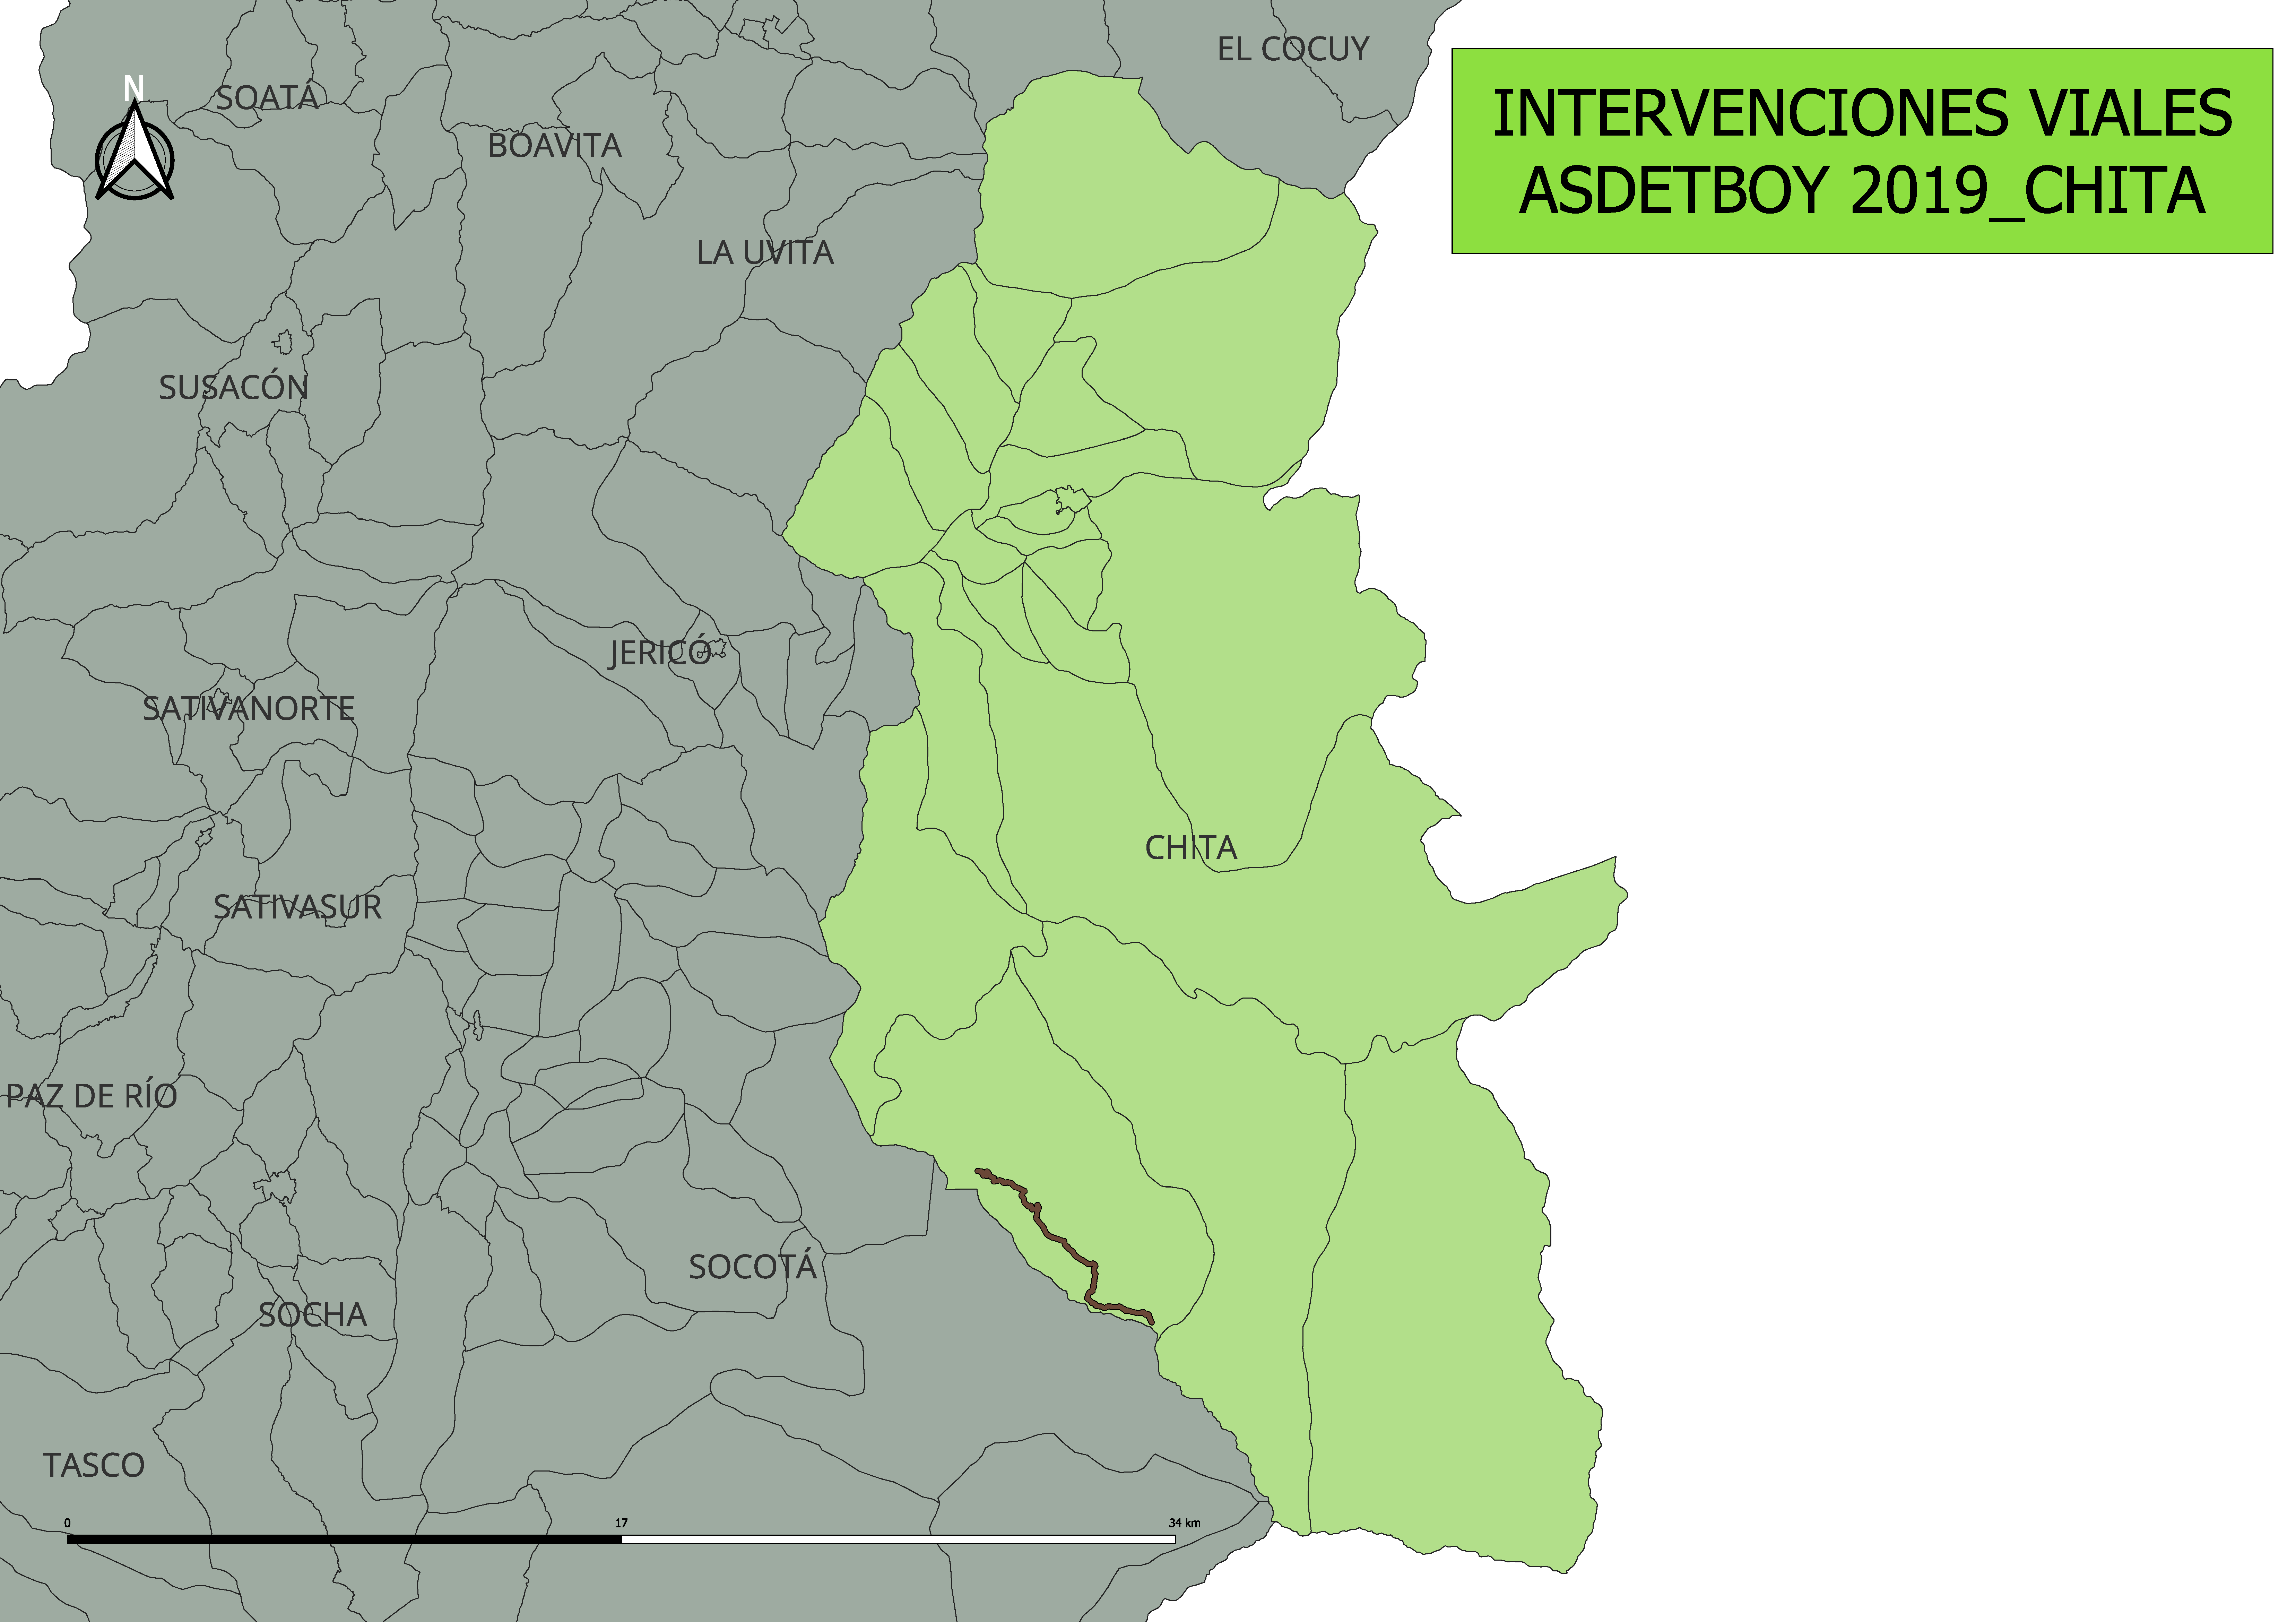 EL COCUY
INTERVENCIONES VIALES
ASDETBOY 2019_CHITA
N
SOATÁ
BOAVITA
LA UVITA
SUSACÓN
JERICÓ
SATIVANORTE
CHITA
SATIVASUR
PAZ DE RÍO
SOCOTÁ
SOCHA
TASCO
0 17 34 km